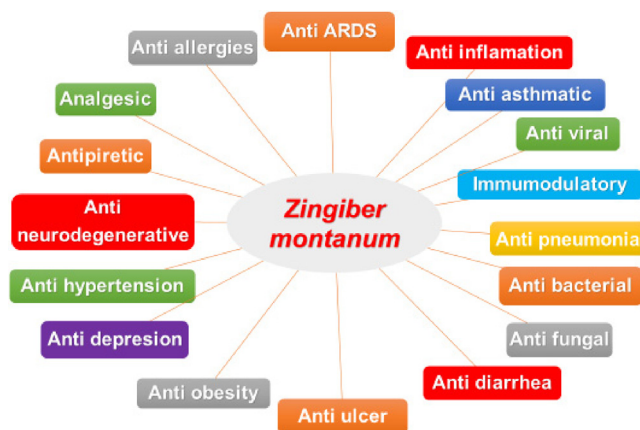 Anti ARDS
Anti allergies
Anti inflamation
Analgesic
Anti asthmatic
Anti viral
Antipiretic
Immumodulatory
Anti
neurodegenerative
Zingiber
montanum
Anti pneumonia
Anti hypertension
Anti bacterial
Anti depresion
Anti fungal
Anti obesity
Anti diarrhea
Anti ulcer